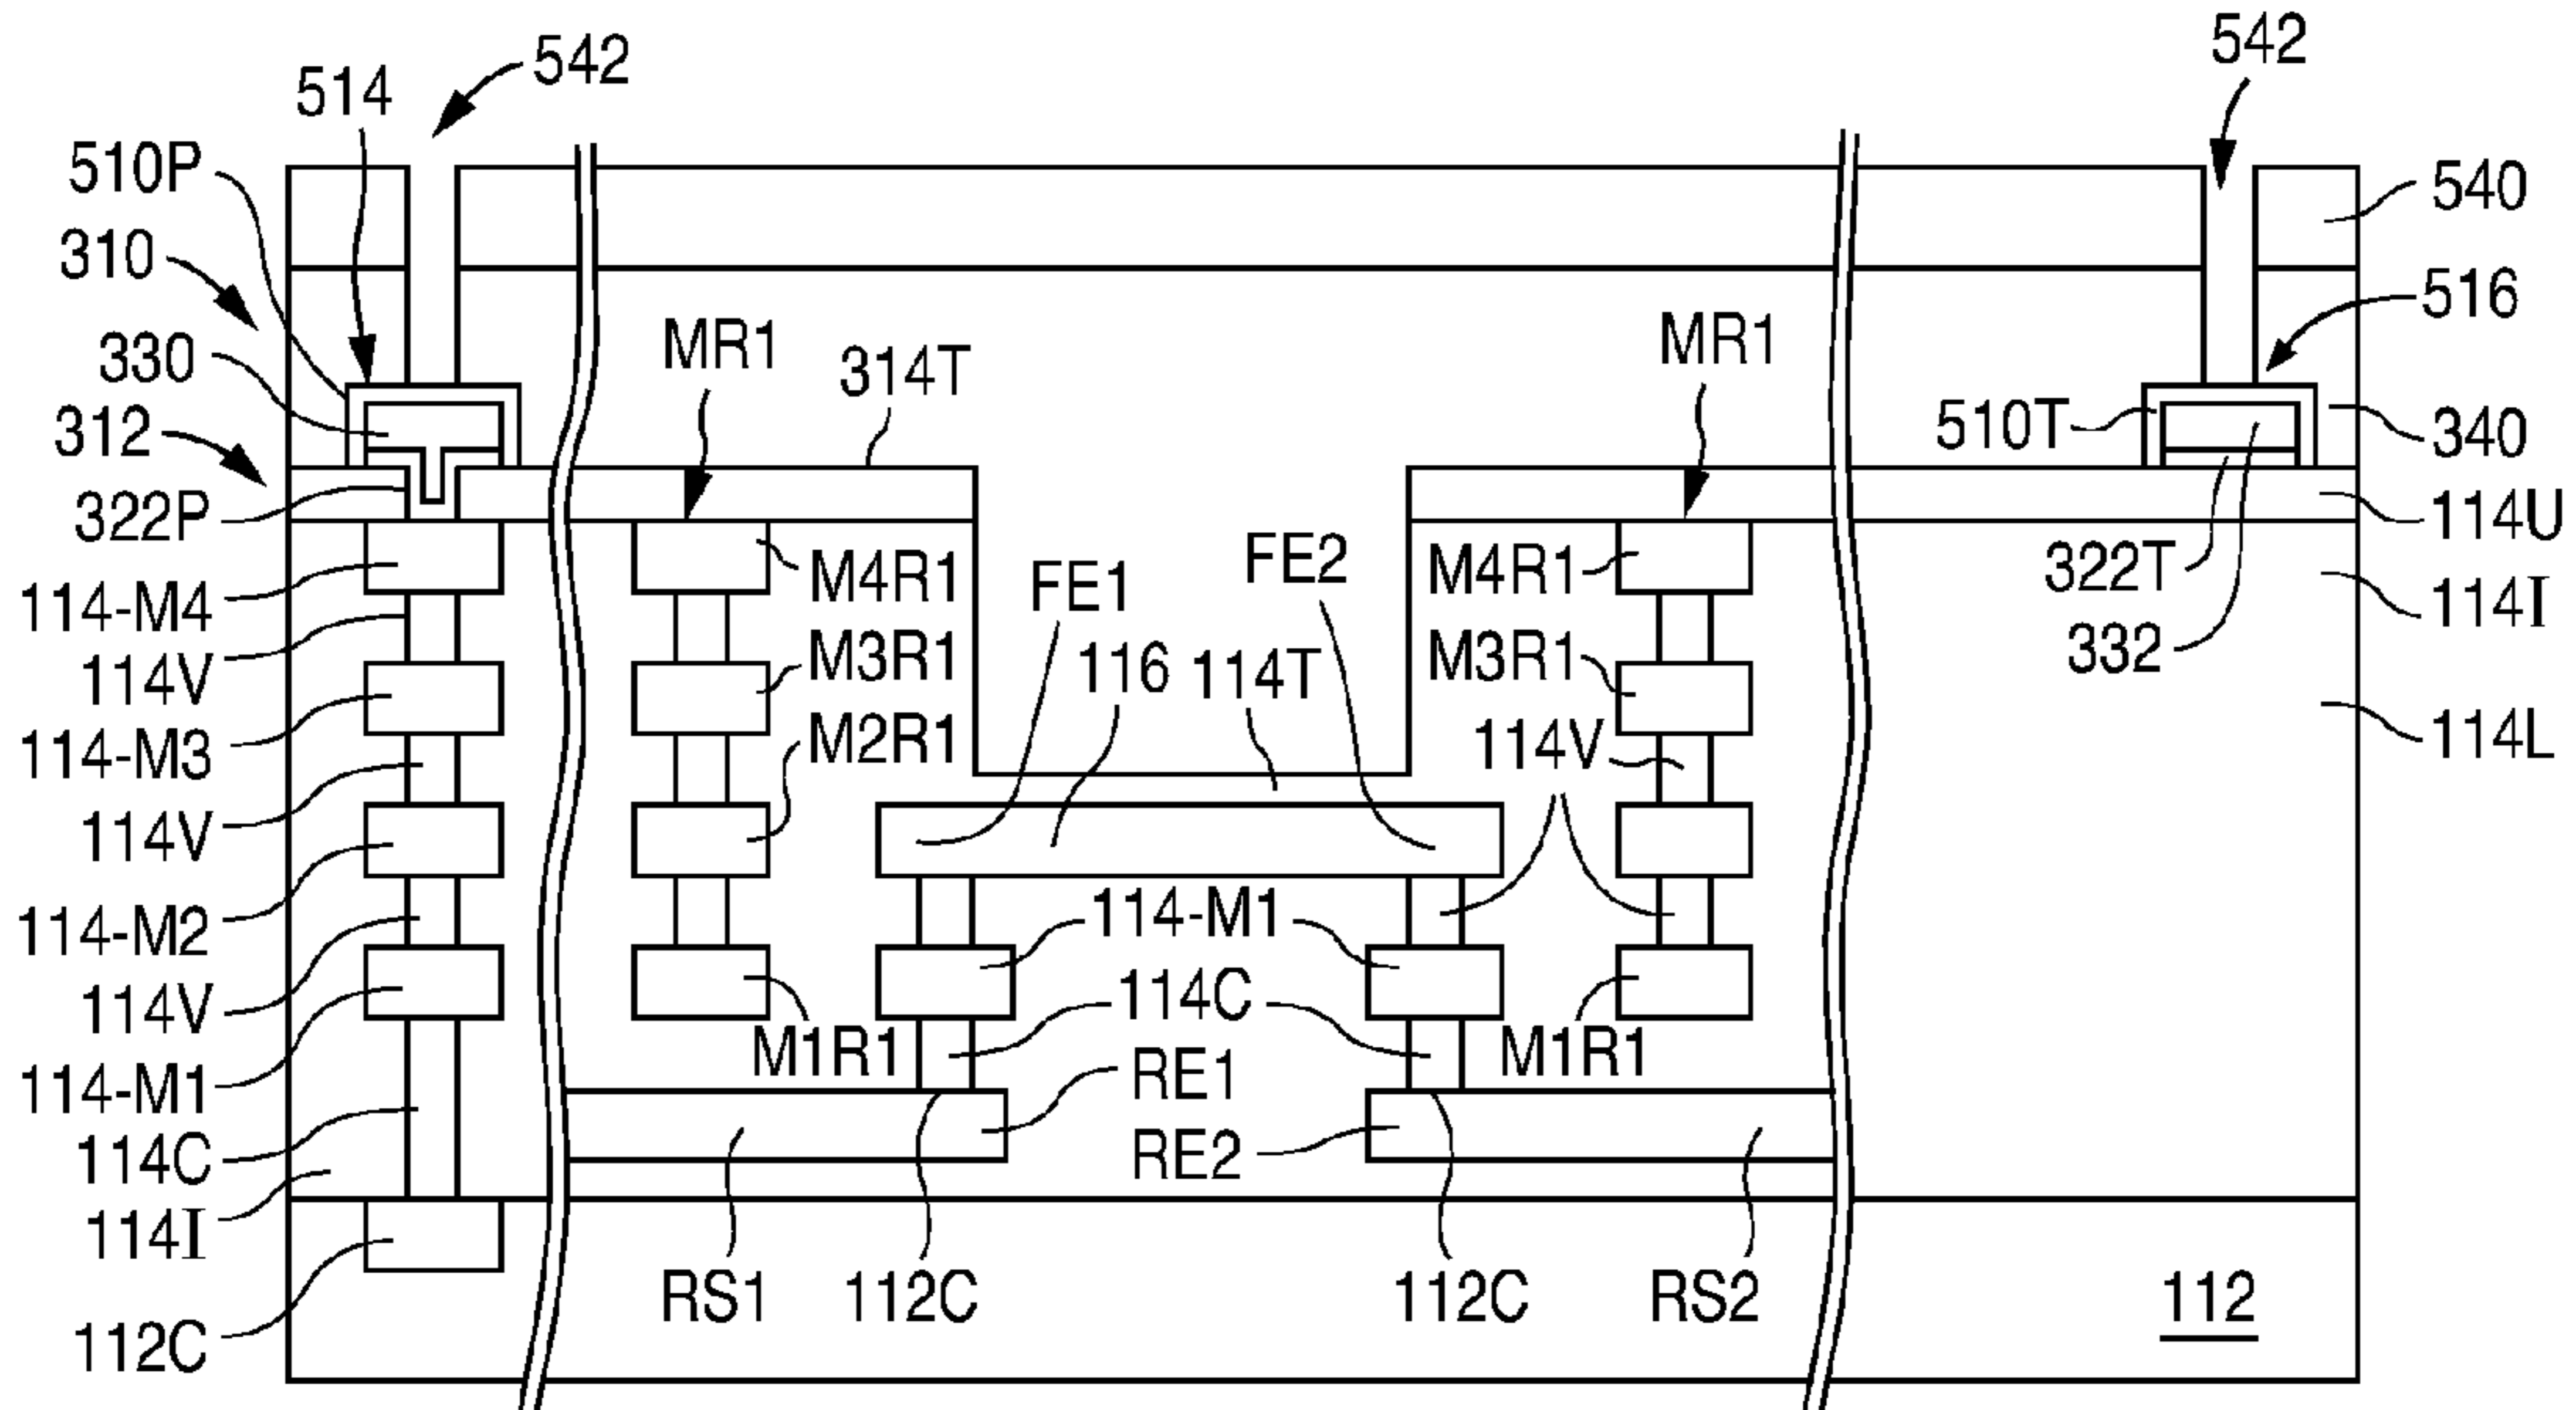 542
542
514
510P
540
310
516
MR1
MR1
330
314T
510T
340
312
322P
114U
FE2
M4R1
M4R1
322T
FE1
114-M4
114I
332
M3R1
M3R1
116
114T
114V
M2R1
114V
114L
114-M3
114V
114-M2
114-M1
114V
114C
M1R1
M1R1
114-M1
RE1
114C
RE2
114I
RS1
112C
112C
RS2
112
112C